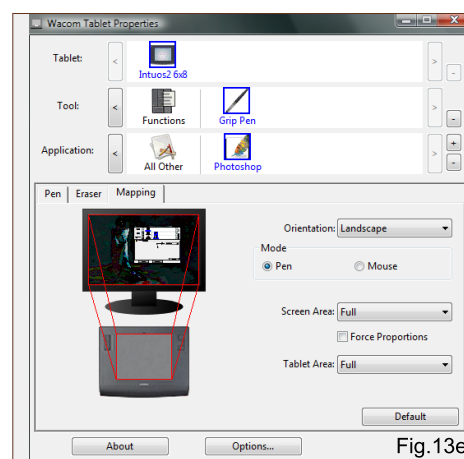 Wacom Tablet Properties
Tablet:
Intuos2 6x8
Tool:
Functions
Grip Pen
Application:
All Other
Photoshop
Pen
Eraser
Mapping
Orientation: Landscape
Mode
Pen
Mouse
Screen Area: Full
Force Proportions
Tablet Area: Full
Default
About
Options...
Fig.13e